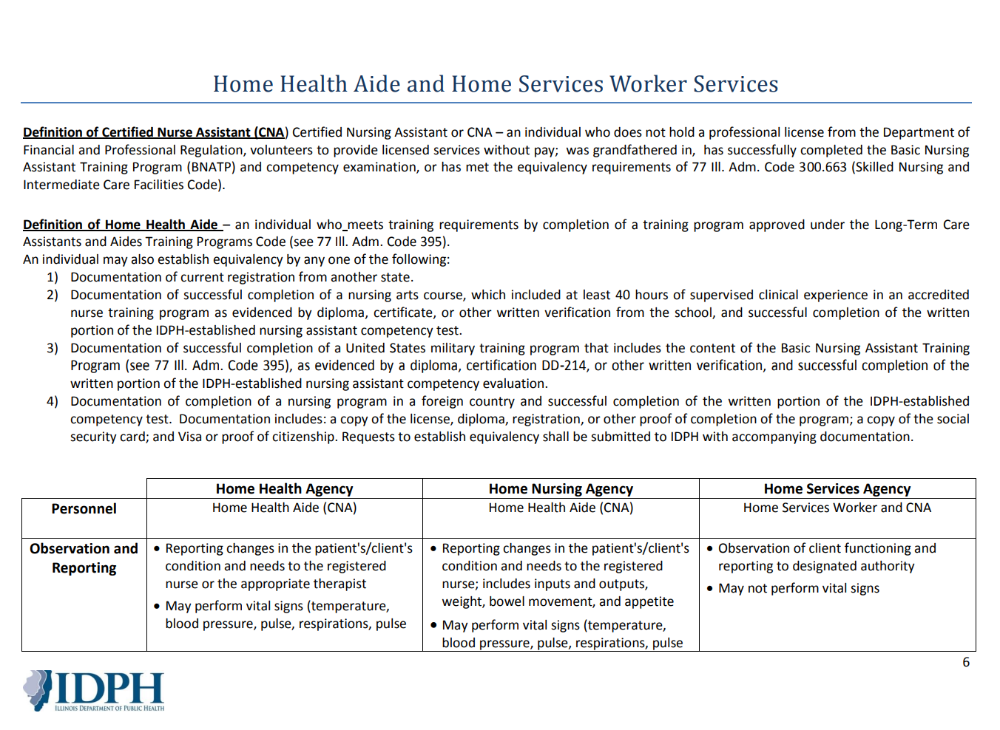 Home Health Aide and Home Services Worker Services
Definition of Certified Nurse Assistant (CNA) Certified Nursing Assistant or CNA – an individual who does not hold a professional license from the Department of
Financial and Professional Regulation, volunteers to provide licensed services without pay;  was grandfathered in,  has successfully completed the Basic Nursing
Assistant Training Program (BNATP) and competency examination, or has met the equivalency requirements of 77 Ill. Adm. Code 300.663 (Skilled Nursing and
Intermediate Care Facilities Code).
Definition of Home Health Aide – an individual who meets training requirements by completion of a training program approved under the Long-Term Care
Assistants and Aides Training Programs Code (see 77 Ill. Adm. Code 395).
An individual may also establish equivalency by any one of the following:
1) Documentation of current registration from another state.
2) Documentation of successful completion of a nursing arts course, which included at least 40 hours of supervised clinical experience in an accredited
nurse training program as evidenced by diploma, certificate, or other written verification from the school, and successful completion of the written
portion of the IDPH-established nursing assistant competency test.
3) Documentation of successful completion of a United States military training program that includes the content of the Basic Nursing Assistant Training
Program (see 77 Ill. Adm. Code 395), as evidenced by a diploma, certification DD-214, or other written verification, and successful completion of the
written portion of the IDPH-established nursing assistant competency evaluation.
4) Documentation of completion of a nursing program in a foreign country and successful completion of the written portion of the IDPH-established
competency test.  Documentation includes: a copy of the license, diploma, registration, or other proof of completion of the program; a copy of the social
security card; and Visa or proof of citizenship. Requests to establish equivalency shall be submitted to IDPH with accompanying documentation.
Home Health Agency
Home Nursing Agency
Home Services Agency
Personnel
Home Health Aide (CNA)
Home Health Aide (CNA)
Home Services Worker and CNA
Observation and
Reporting
• Reporting changes in the patient's/client's
condition and needs to the registered
nurse or the appropriate therapist
• May perform vital signs (temperature,
blood pressure, pulse, respirations, pulse
• Reporting changes in the patient's/client's
condition and needs to the registered
nurse; includes inputs and outputs,
weight, bowel movement, and appetite
• May perform vital signs (temperature,
blood pressure, pulse, respirations, pulse
• Observation of client functioning and
reporting to designated authority
• May not perform vital signs
6
IDPH
ILLINOIS DEPARTMENT OF PUBLIC HEALTH